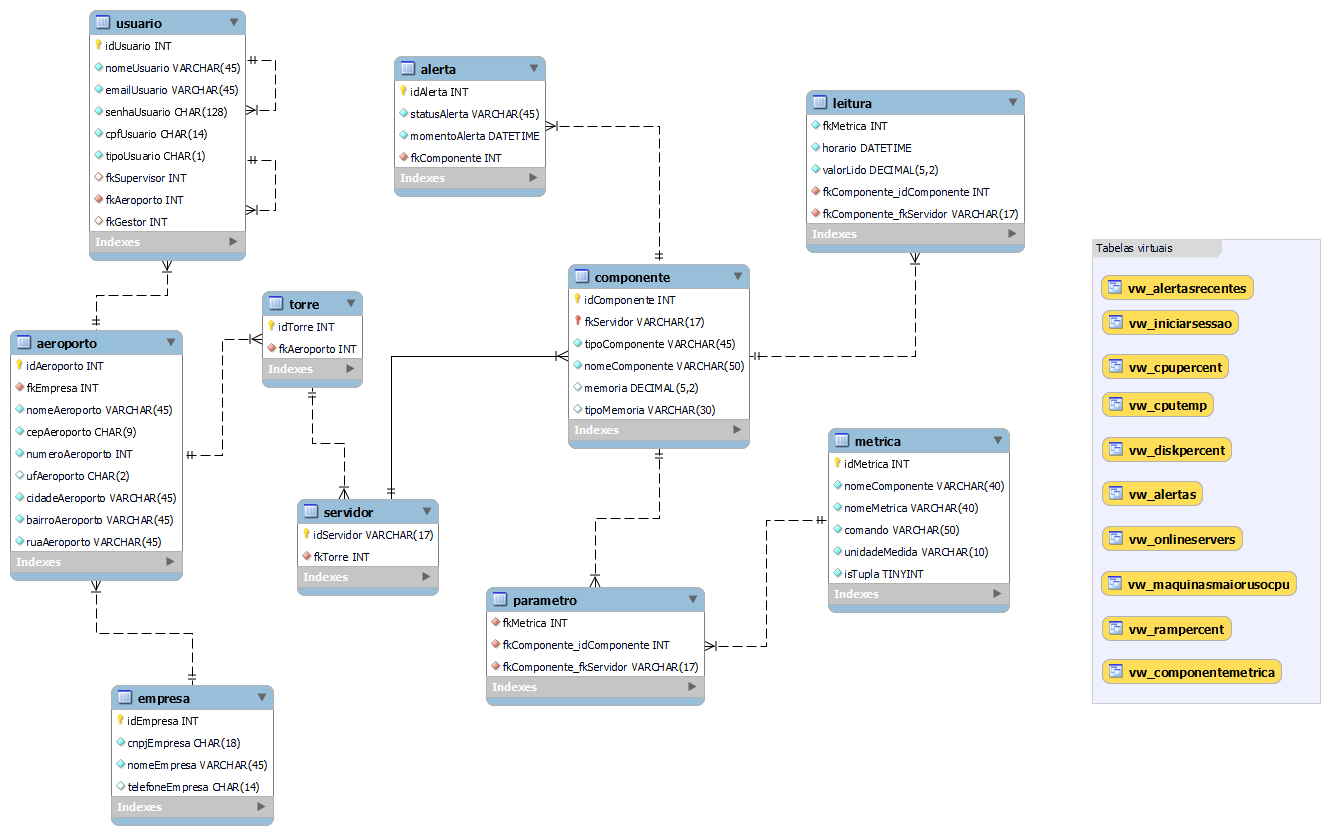 usuario
idUsuario INT
nomeUsuario VARCHAR(45)
emailUsuario VARCHAR(45)
senhaUsuario CHAR(128)
cpfUsuario CHAR(14)
tipoUsuario CHAR(1)
fkSupervisor INT
fkAeroporto INT
fkGestor INT
Indexes
alerta
idAlerta INT
statusAlerta VARCHAR(45)
momentoAlerta DATETIME
fkComponente INT
Indexes
leitura
fkMetrica INT
horario DATETIME
valorLido DECIMAL(5,2)
fkComponente_idComponente INT
fkComponente_fkServidor VARCHAR(17)
Indexes
torre
idTorre INT
fkAeroporto INT
Indexes
componente
idComponente INT
fkServidor VARCHAR(17)
tipoComponente VARCHAR(45)
nomeComponente VARCHAR(50)
memoria DECIMAL(5,2)
tipoMemoria VARCHAR(30)
Indexes
aeroporto
idAeroporto INT
fkEmpresa INT
nomeAeroporto VARCHAR(45)
cepAeroporto CHAR(9)
numeroAeroporto INT
ufAeroporto CHAR(2)
cidadeAeroporto VARCHAR(45)
bairroAeroporto VARCHAR(45)
ruaAeroporto VARCHAR(45)
Indexes
servidor
idServidor VARCHAR(17)
fkTorre INT
Indexes
metrica
idMetrica INT
nomeComponente VARCHAR(40)
nomeMetrica VARCHAR(40)
comando VARCHAR(50)
unidadeMedida VARCHAR(10)
isTupla TINYINT
Indexes
parametro
fkMetrica INT
fkComponente_idComponente INT
fkComponente_fkServidor VARCHAR(17)
Indexes
empresa
idEmpresa INT
cnpjEmpresa CHAR(18)
nomeEmpresa VARCHAR(45)
telefoneEmpresa CHAR(14)
Indexes
Tabelas virtuais
vw_alertasrecentes
vw_iniciarsessao
vw_cpupercent
vw_cputemp
vw_diskpercent
vw_alertas
vw_onlineservers
vw_maquinasmaiorusocpu
vw_rampercent
vw_componentemetrica